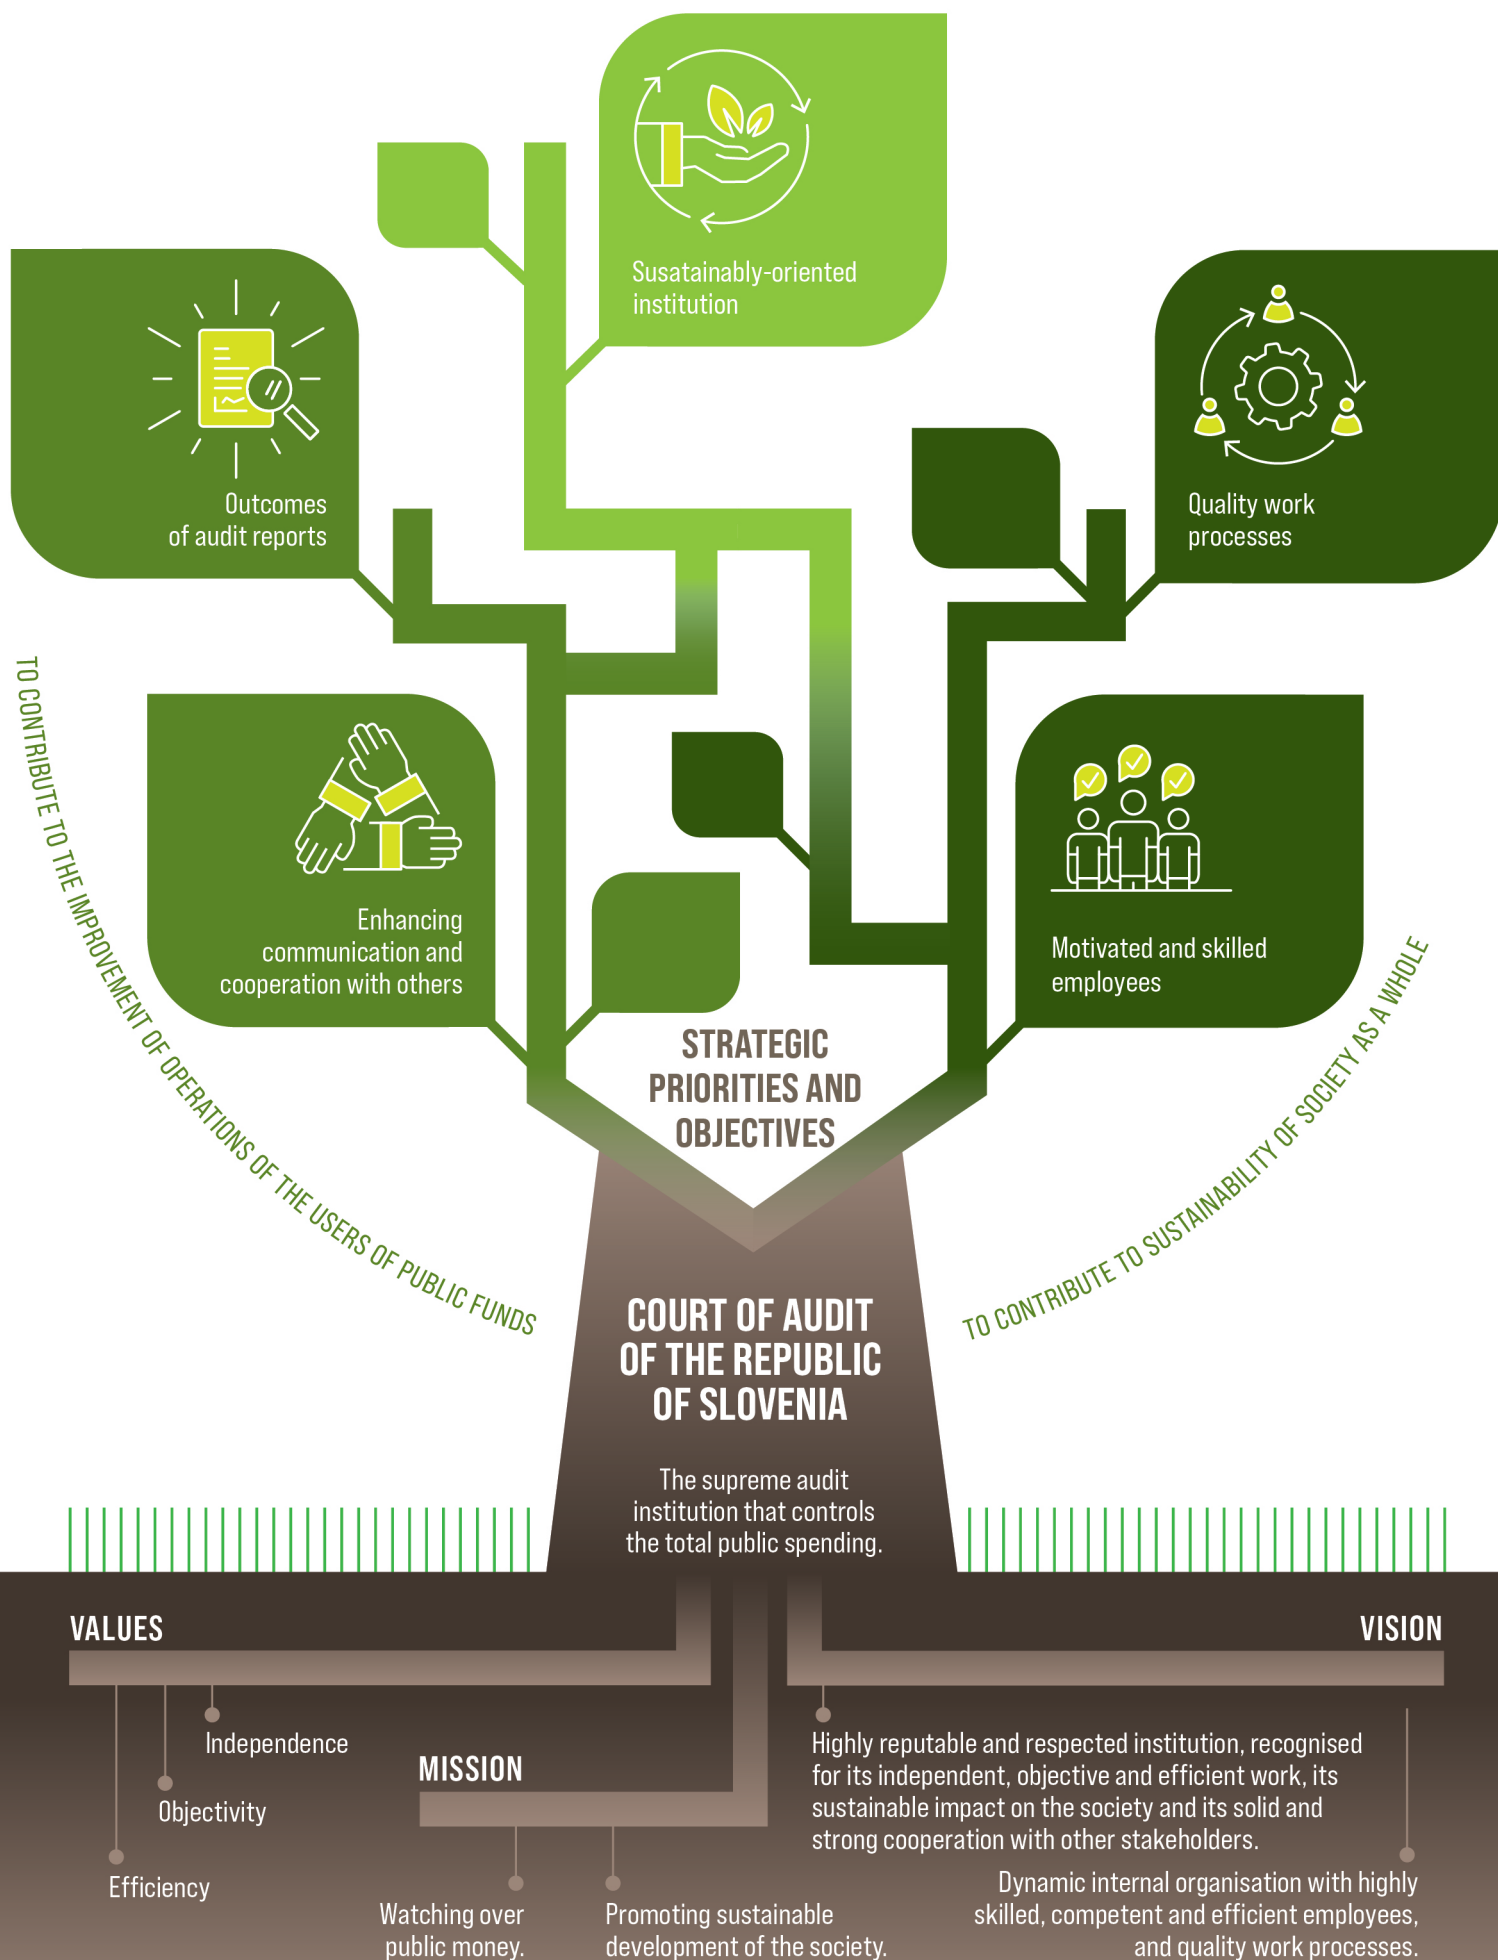 Susatainably-oriented
institution
Outcomes
of audit reports
Quality work
processes
Enhancing
communication and
cooperation with others
Motivated and skilled
employees
TO CONTRIBUTE TO THE IMPROVEMENT OF OPERATIONS OF THE USERS OF PUBLIC FUNDS
TO CONTRIBUTE TO SUSTAINABILITY OF SOCIETY AS A WHOLE
STRATEGIC
PRIORITIES AND
OBJECTIVES
COURT OF AUDIT
OF THE REPUBLIC
OF SLOVENIA
The supreme audit
institution that controls
the total public spending.
VALUES
Independence
Objectivity
Efficiency
MISSION
Watching over
public money.
Promoting sustainable
development of the society.
VISION
Highly reputable and respected institution, recognised
for its independent, objective and efficient work, its
sustainable impact on the society and its solid and
strong cooperation with other stakeholders.
Dynamic internal organisation with highly
skilled, competent and efficient employees,
and quality work processes.